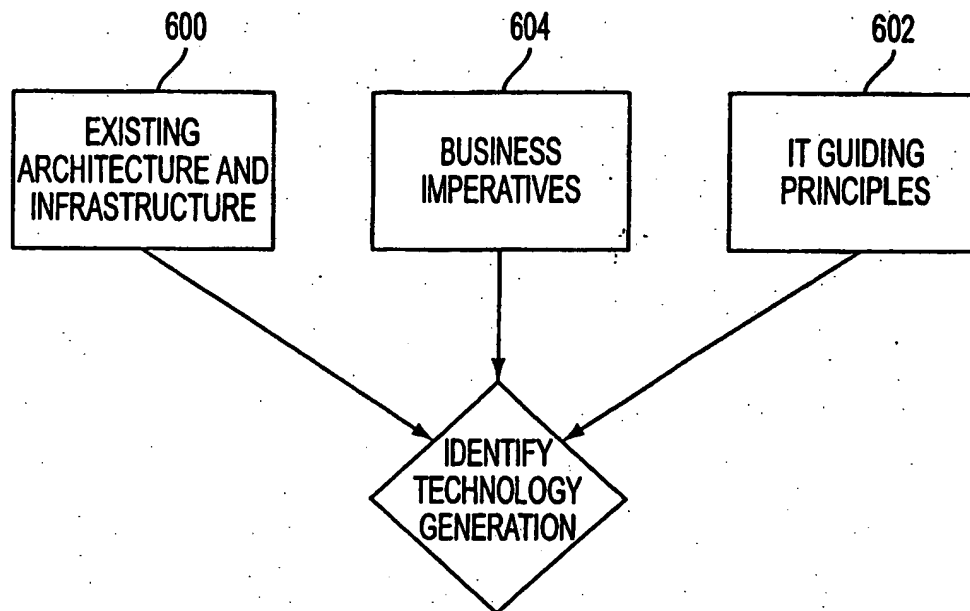 600
604
602
EXISTING
ARCHITECTURE AND
INFRASTRUCTURE
BUSINESS
IMPERATIVES
IT GUIDING
PRINCIPLES
IDENTIFY
TECHNOLOGY
GENERATION